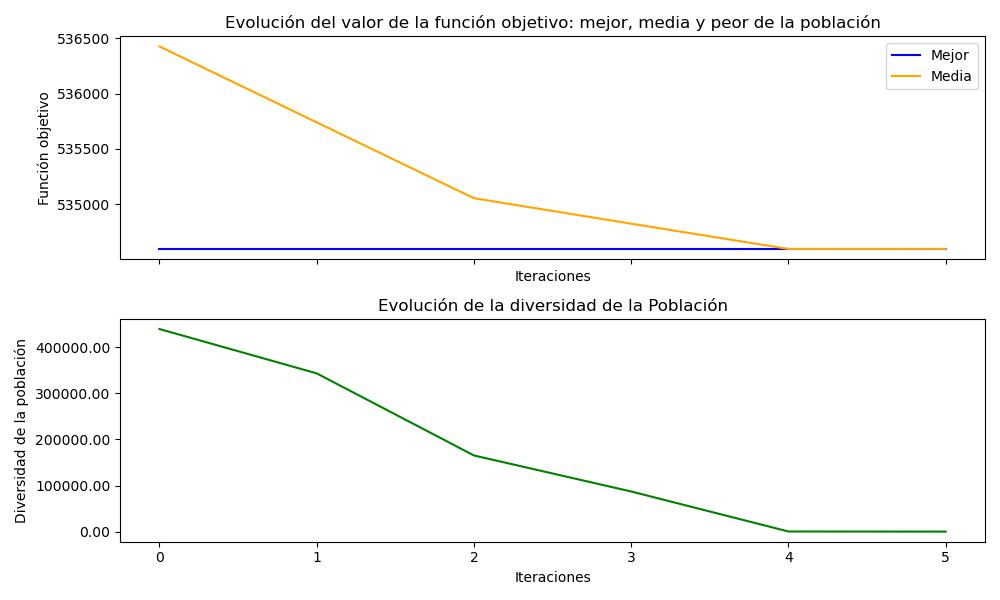 Evolución del valor de la función objetivo: mejor, media y peor de la población
536500
536000
535500
535000
Función objetivo
Mejor
Media
Iteraciones
Evolución de la diversidad de la Población
400000.00
300000.00
200000.00
100000.00
0.00
Diversidad de la población
0 1 2 3 4 5
Iteraciones